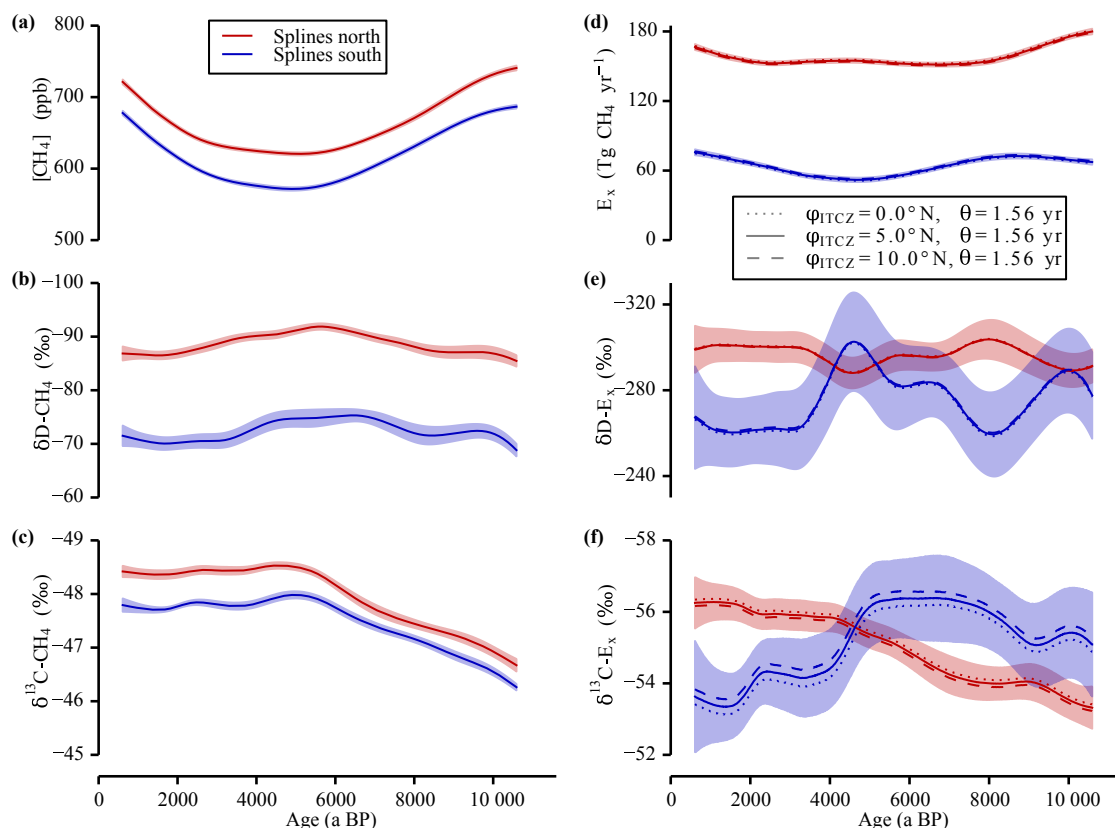 (a)
800
700
600
500
[CH₄] (ppb)
Splines north
Splines south
(b)
−100
−90
−80
−70
−60
δD-CH₄ (‰)
(c)
−49
−48
−47
−46
−45
δ¹³C-CH₄ (‰)
0 2000 4000 6000 8000 10 000
Age (a BP)
(d)
180
120
60
0
Eₓ (Tg CH₄ yr⁻¹)
φITCZ = 0.0° N, θ = 1.56 yr
φITCZ = 5.0° N, θ = 1.56 yr
φITCZ = 10.0° N, θ = 1.56 yr
(e)
−320
−280
−240
δD-Eₓ (‰)
(f)
−58
−56
−54
−52
δ¹³C-Eₓ (‰)
0 2000 4000 6000 8000 10 000
Age (a BP)